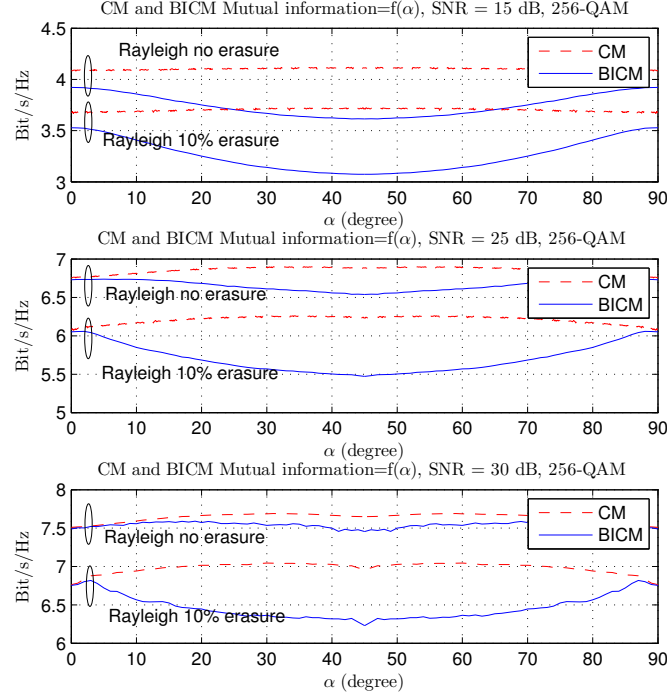 CM and BICM Mutual information=f(α), SNR = 15 dB, 256-QAM
4.5
4
3.5
3
Bit/s/Hz
Rayleigh no erasure
Rayleigh 10% erasure
CM
BICM
0 10 20 30 40 50 60 70 80 90
α (degree)
CM and BICM Mutual information=f(α), SNR = 25 dB, 256-QAM
7
6.5
6
5.5
5
Bit/s/Hz
Rayleigh no erasure
Rayleigh 10% erasure
CM
BICM
0 10 20 30 40 50 60 70 80 90
α (degree)
CM and BICM Mutual information=f(α), SNR = 30 dB, 256-QAM
8
7.5
7
6.5
6
Bit/s/Hz
Rayleigh no erasure
Rayleigh 10% erasure
CM
BICM
0 10 20 30 40 50 60 70 80 90
α (degree)